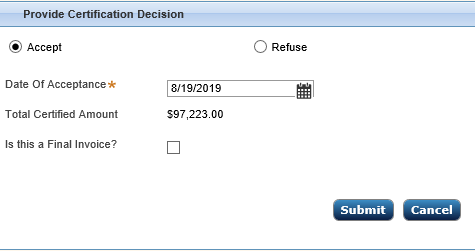 Provide Certification Decision
Accept Refuse
Date Of Acceptance* 8/19/2019
Total Certified Amount $97,223.00
Is this a Final Invoice?
Submit Cancel